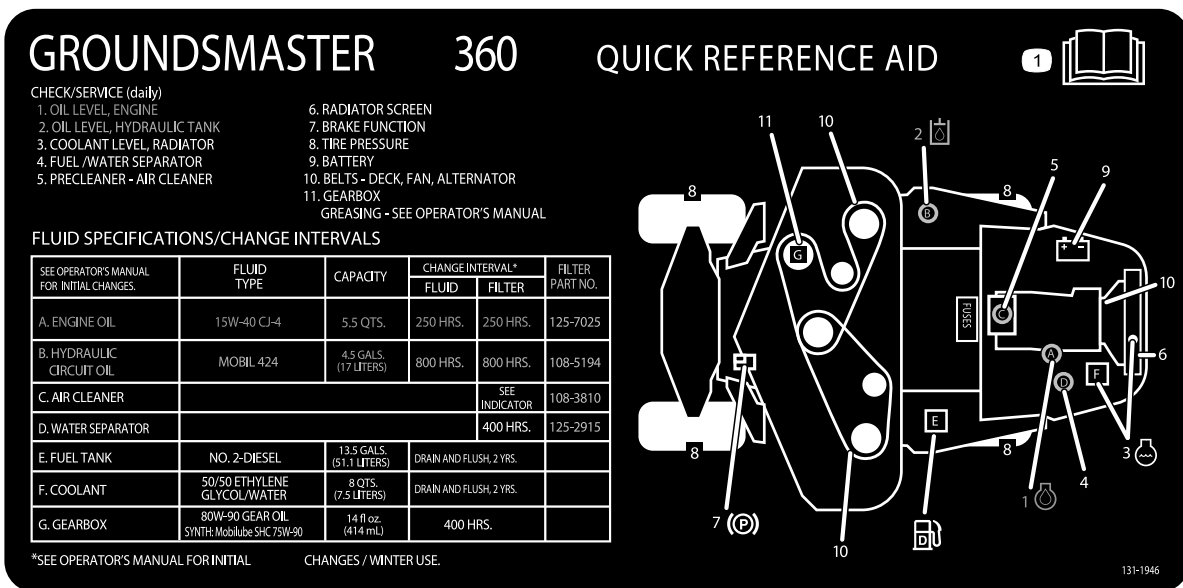 GROUNDSMASTER 360 QUICK REFERENCE AID 1
CHECK/SERVICE (daily)
1. OIL LEVEL, ENGINE
2. OIL LEVEL, HYDRAULIC TANK
3. COOLANT LEVEL, RADIATOR
4. FUEL /WATER SEPARATOR
5. PRECLEANER - AIR CLEANER
6. RADIATOR SCREEN
7. BRAKE FUNCTION
8. TIRE PRESSURE
9. BATTERY
10. BELTS - DECK, FAN, ALTERNATOR
11. GEARBOX
GREASING - SEE OPERATOR'S MANUAL
FLUID SPECIFICATIONS/CHANGE INTERVALS
SEE OPERATOR'S MANUAL
FOR INITIAL CHANGES.
FLUID
TYPE
CAPACITY
CHANGE INTERVAL*
FLUID FILTER
FILTER
PART NO.
A. ENGINE OIL 15W-40 CJ-4 5.5 QTS. 250 HRS. 250 HRS. 125-7025
B. HYDRAULIC
CIRCUIT OIL
MOBIL 424
4.5 GALS.
(17 LITERS)
800 HRS. 800 HRS. 108-5194
C. AIR CLEANER
SEE
INDICATOR
108-3810
D. WATER SEPARATOR 400 HRS. 125-2915
E. FUEL TANK NO. 2-DIESEL
13.5 GALS.
(51.1 LITERS)
DRAIN AND FLUSH, 2 YRS.
F. COOLANT
50/50 ETHYLENE
GLYCOL/WATER
8 QTS.
(7.5 LITERS)
DRAIN AND FLUSH, 2 YRS.
G. GEARBOX
80W-90 GEAR OIL
SYNTH: Mobilube SHC 75W-90
14 fl oz.
(414 mL)
400 HRS.
*SEE OPERATOR'S MANUAL FOR INITIAL CHANGES / WINTER USE.
11 10 2
5 9
8 B 8
G + -
10
FUSES C
A 6
F
D
E
8 8 3
4
1
7 P
D
10
131-1946